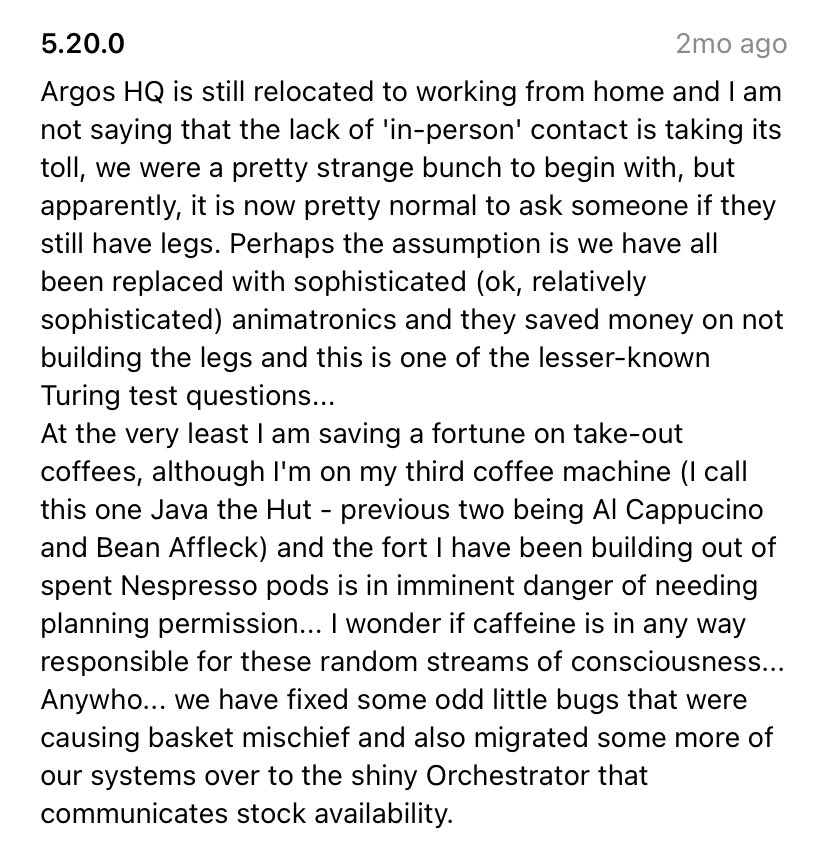 5.20.0 2mo ago
Argos HQ is still relocated to working from home and I am
not saying that the lack of 'in-person' contact is taking its
toll, we were a pretty strange bunch to begin with, but
apparently, it is now pretty normal to ask someone if they
still have legs. Perhaps the assumption is we have all
been replaced with sophisticated (ok, relatively
sophisticated) animatronics and they saved money on not
building the legs and this is one of the lesser-known
Turing test questions...
At the very least I am saving a fortune on take-out
coffees, although I'm on my third coffee machine (I call
this one Java the Hut - previous two being Al Cappucino
and Bean Affleck) and the fort I have been building out of
spent Nespresso pods is in imminent danger of needing
planning permission... I wonder if caffeine is in any way
responsible for these random streams of consciousness...
Anywho... we have fixed some odd little bugs that were
causing basket mischief and also migrated some more of
our systems over to the shiny Orchestrator that
communicates stock availability.